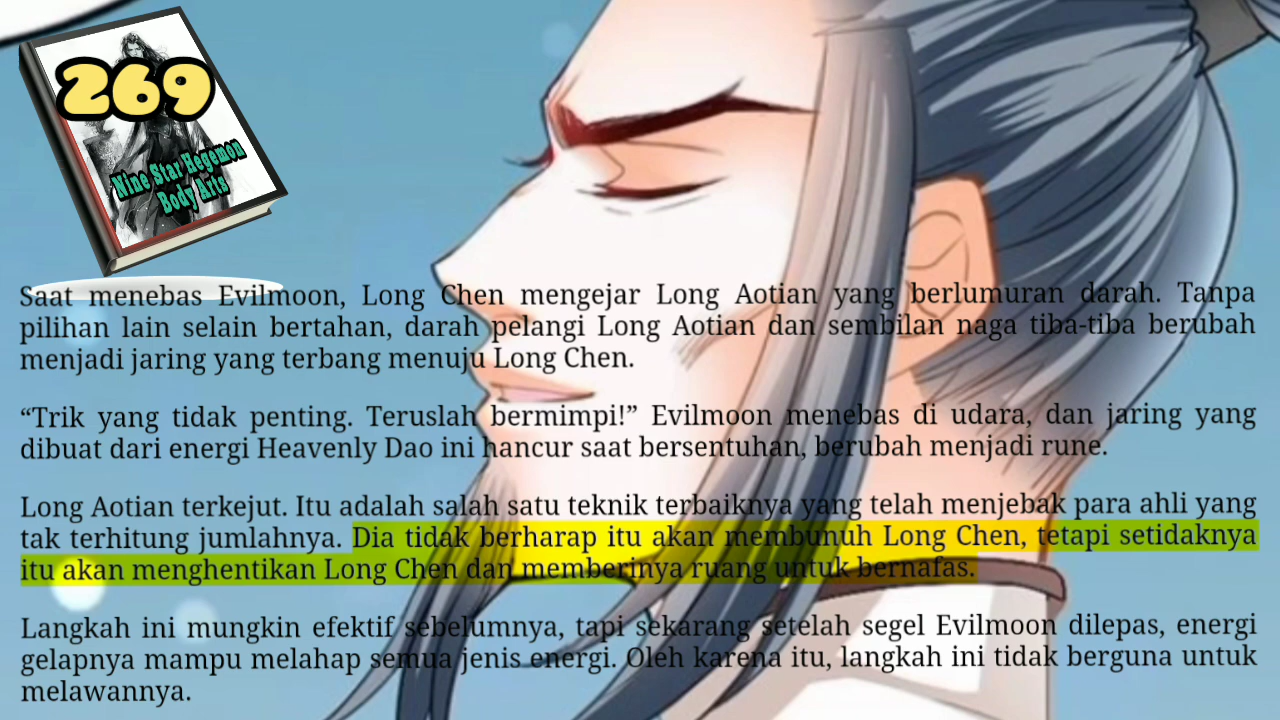 269
Nine Star Hegemon
Body Arts
Saat menebas Evilmoon, Long Chen mengejar Long Aotian yang berlumuran darah. Tanpa
pilihan lain selain bertahan, darah pelangi Long Aotian dan sembilan naga tiba-tiba berubah
menjadi jaring yang terbang menuju Long Chen.
“Trik yang tidak penting. Teruslah bermimpi!” Evilmoon menebas di udara, dan jaring yang
dibuat dari energi Heavenly Dao ini hancur saat bersentuhan, berubah menjadi rune.
Long Aotian terkejut. Itu adalah salah satu teknik terbaiknya yang telah menjebak para ahli yang
tak terhitung jumlahnya. Dia tidak berharap itu akan membunuh Long Chen, tetapi setidaknya
itu akan menghentikan Long Chen dan memberinya ruang untuk bernafas.
Langkah ini mungkin efektif sebelumnya, tapi sekarang setelah segel Evilmoon dilepas, energi
gelapnya mampu melahap semua jenis energi. Oleh karena itu, langkah ini tidak berguna untuk
melawannya.